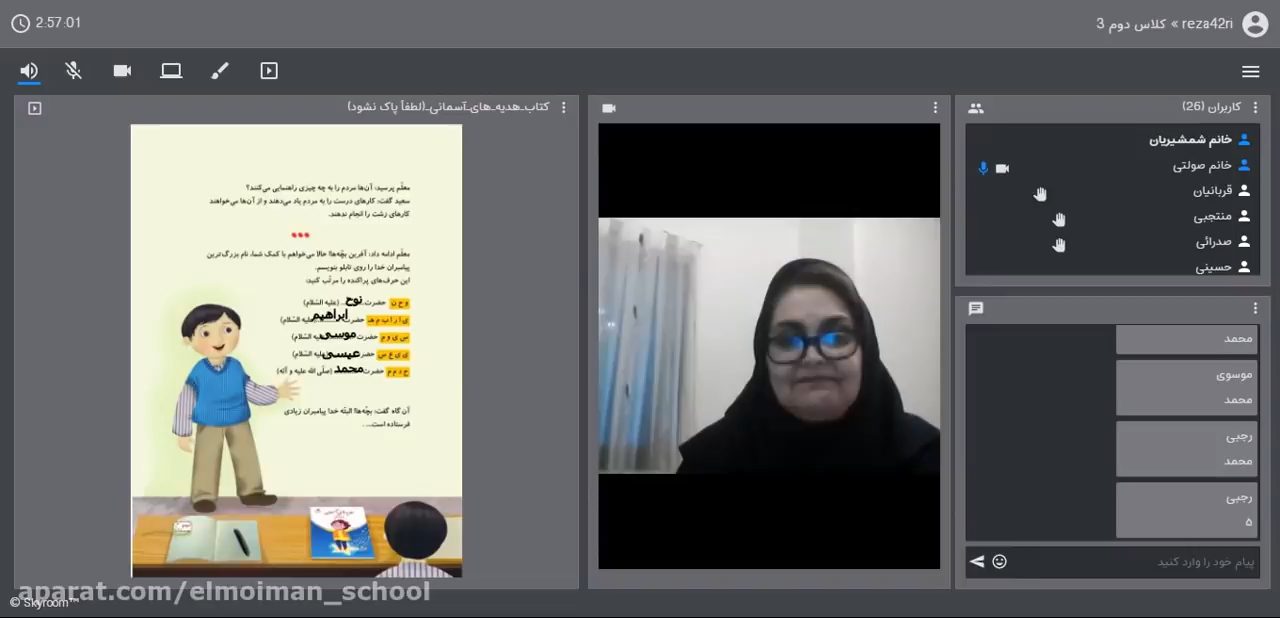 2:57:01
reza42ri » کلاس دوم 3
کتاب_هدیه_های_آسمانی_(لطفاً پاک نشود)
معلّم پرسید: آن‌ها مردم را به چه چیزی راهنمایی می‌کنند؟
سعید گفت: کارهای درست را به مردم یاد می‌دهند و از آن‌ها می‌خواهند
کارهای زشت را انجام ندهند.
معلّم ادامه داد: آفرین بچّه‌ها! حالا می‌خواهم با کمک شما، نام بزرگ‌ترین
پیامبران خدا را روی تابلو بنویسم.
این حرف‌های پراکنده را مرتّب کنید:
و ح ن حضرت نوح (علیه السّلام)
ی ا ر ا ب م هـ حضرت ابراهیم (علیه السّلام)
س ی و م حضرت موسی (علیه السّلام)
ی ی ع س حضرت عیسی (علیه السّلام)
ح د م م حضرت محمد (صلّی الله علیه و آله)
آن گاه گفت: بچّه‌ها! البتّه خدا پیامبران زیادی
فرستاده است....
کاربران (26)
خانم شمشیریان
خانم صولتی
قربانیان
منتجبی
صدرائی
حسینی
محمد
موسوی
محمد
رجبی
محمد
رجبی
۵
پیام خود را وارد کنید
aparat.com/elmoiman_school
© Skyroom™